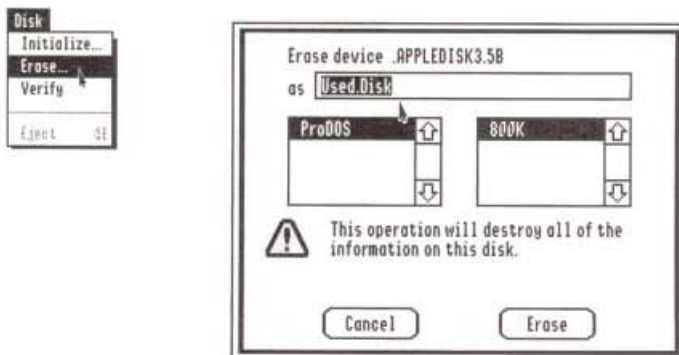 Disk
Initialize...
Erase...
Verify
Eject
Erase device .APPLEDISK3.5B
as Used.Disk
ProDOS
800K
This operation will destroy all of the
information on this disk.
Cancel
Erase